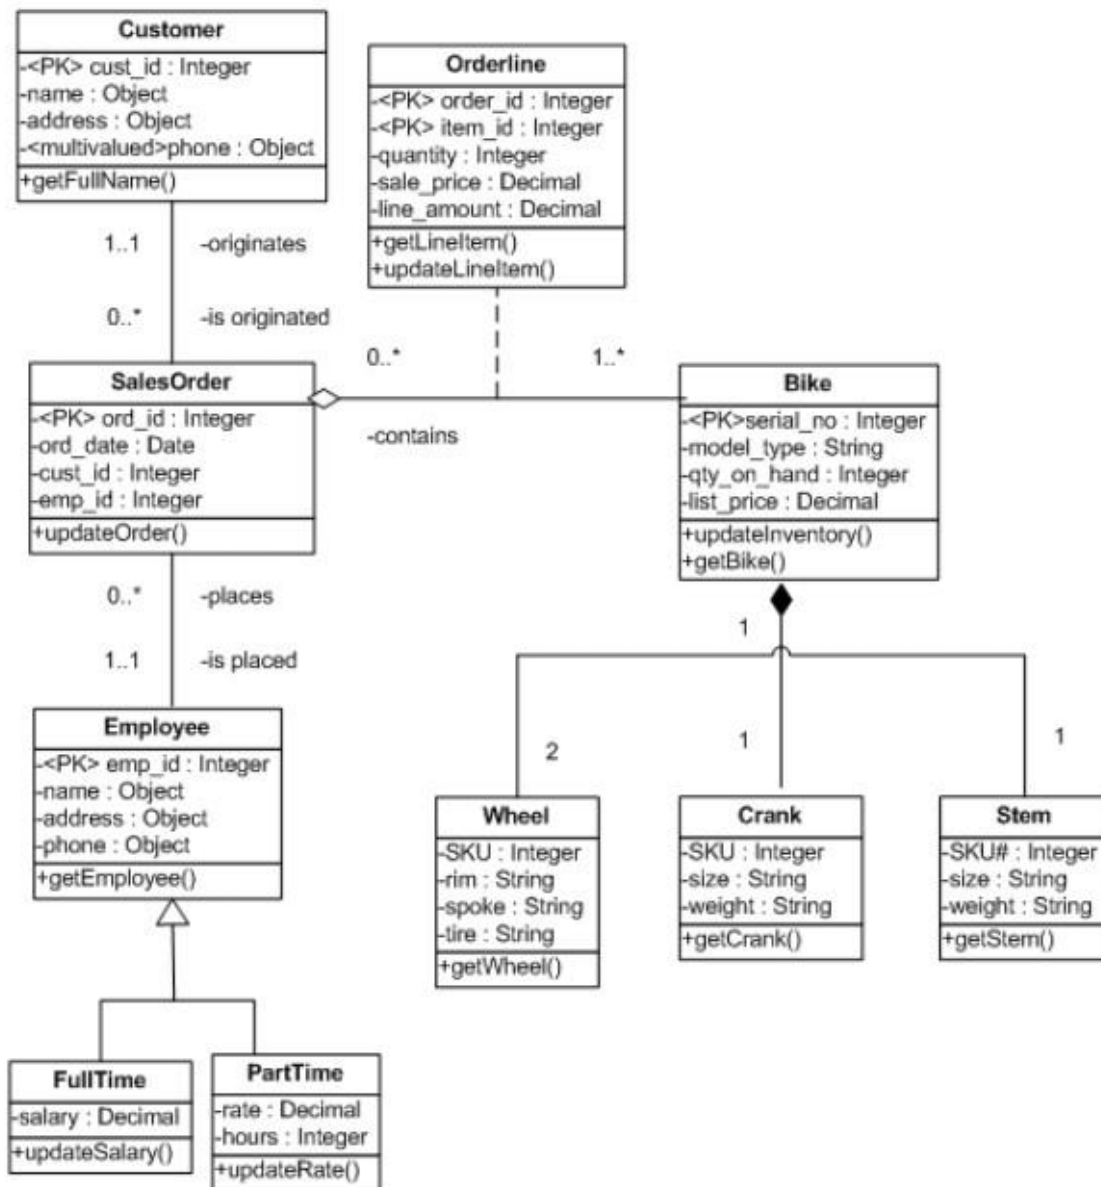 Customer
-<PK> cust_id : Integer
-name : Object
-address : Object
-<multivalued>phone : Object
+getFullName()
Orderline
-<PK> order_id : Integer
-<PK> item_id : Integer
-quantity : Integer
-sale_price : Decimal
-line_amount : Decimal
+getLineItem()
+updateLineItem()
1..1
-originates
0..*
-is originated
SalesOrder
-<PK> ord_id : Integer
-ord_date : Date
-cust_id : Integer
-emp_id : Integer
+updateOrder()
0..*
1..*
-contains
Bike
-<PK>serial_no : Integer
-model_type : String
-qty_on_hand : Integer
-list_price : Decimal
+updateInventory()
+getBike()
0..*
-places
1..1
-is placed
1
2
1
1
Employee
-<PK> emp_id : Integer
-name : Object
-address : Object
-phone : Object
+getEmployee()
Wheel
-SKU : Integer
-rim : String
-spoke : String
-tire : String
+getWheel()
Crank
-SKU : Integer
-size : String
-weight : String
+getCrank()
Stem
-SKU# : Integer
-size : String
-weight : String
+getStem()
FullTime
-salary : Decimal
+updateSalary()
PartTime
-rate : Decimal
-hours : Integer
+updateRate()